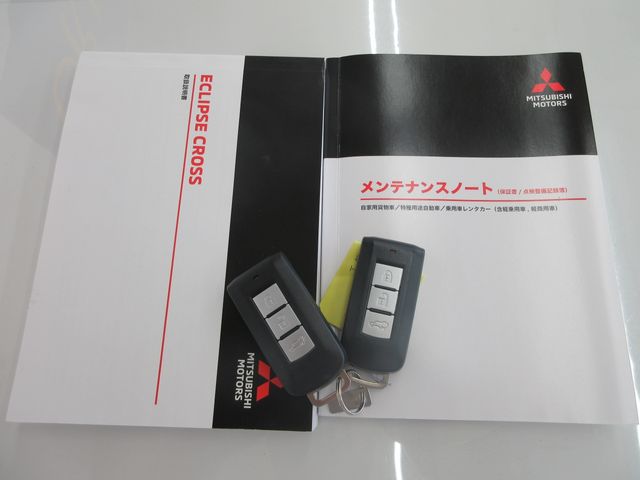 ECLIPSE CROSS
取扱説明書
MITSUBISHI
MOTORS
MITSUBISHI
MOTORS
メンテナンスノート（保証書 / 点検整備記録簿）
自家用貨物車／特種用途自動車／乗用車レンタカー（含軽乗用車、軽商用車）